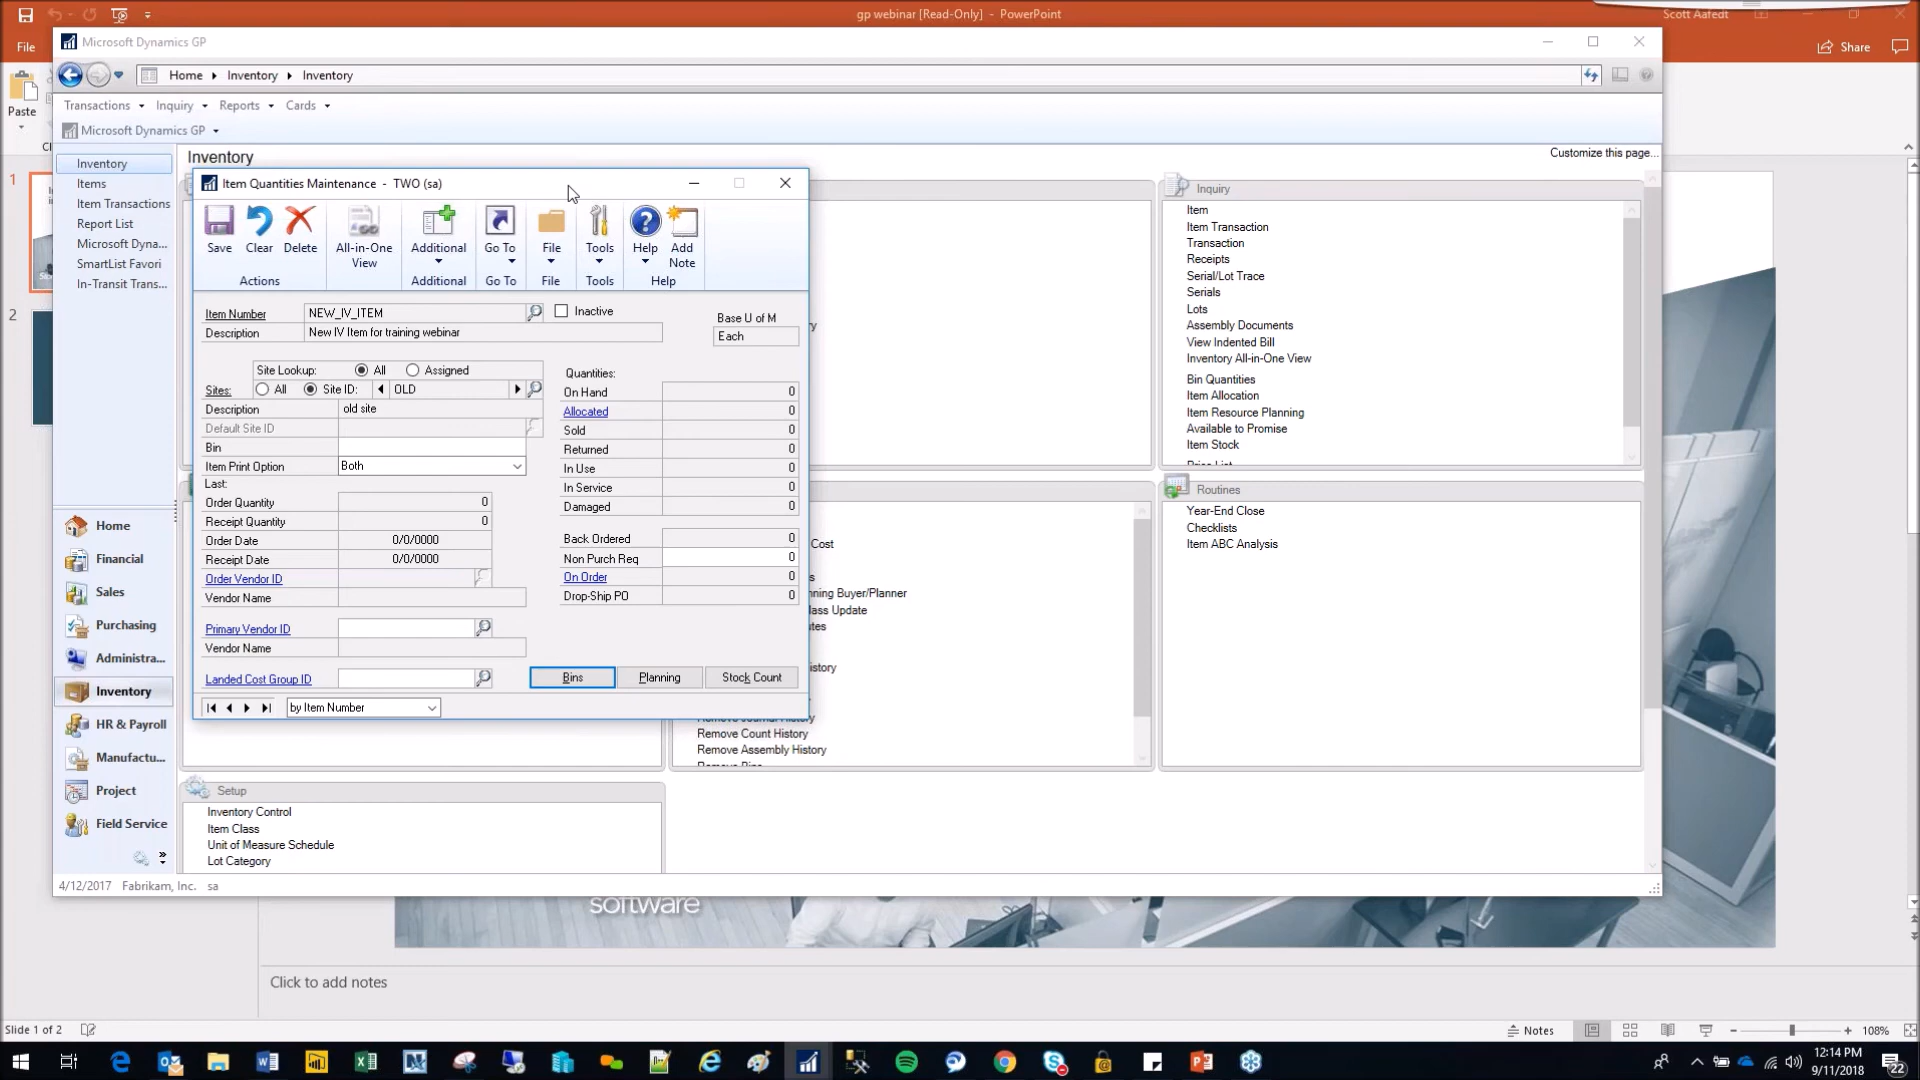 gp webinar [Read-Only] - PowerPoint
Scott Aafedt
File
Share
Paste
Microsoft Dynamics GP
Home
Inventory
Inventory
Transactions
Inquiry
Reports
Cards
Microsoft Dynamics GP
Inventory
Items
Item Transactions
Report List
Microsoft Dyna...
SmartList Favori
In-Transit Trans...
Home
Financial
Sales
Purchasing
Administra...
Inventory
HR & Payroll
Manufactu...
Project
Field Service
Inventory
Customize this page...
Item Quantities Maintenance - TWO (sa)
Save
Clear
Delete
Actions
All-in-One
View
Additional
Additional
Go To
Go To
File
File
Tools
Tools
Help
Add
Note
Help
Item Number
NEW_IV_ITEM
Inactive
Description
New IV Item for training webinar
Base U of M
Each
Site Lookup:
All
Assigned
Sites:
All
Site ID:
OLD
Description
old site
Default Site ID
Bin
Item Print Option
Both
Last:
Order Quantity
0
Receipt Quantity
0
Order Date
0/0/0000
Receipt Date
0/0/0000
Order Vendor ID
Vendor Name
Primary Vendor ID
Vendor Name
Landed Cost Group ID
Quantities:
On Hand
0
Allocated
0
Sold
0
Returned
0
In Use
0
In Service
0
Damaged
0
Back Ordered
0
Non Purch Req
0
On Order
0
Drop-Ship PO
0
Bins
Planning
Stock Count
by Item Number
Inquiry
Item
Item Transaction
Transaction
Receipts
Serial/Lot Trace
Serials
Lots
Assembly Documents
View Indented Bill
Inventory All-in-One View
Bin Quantities
Item Allocation
Item Resource Planning
Available to Promise
Item Stock
Price List
Cost
nning Buyer/Planner
lass Update
utes
istory
Remove Journal History
Remove Count History
Remove Assembly History
Remove Bins
Routines
Year-End Close
Checklists
Item ABC Analysis
Setup
Inventory Control
Item Class
Unit of Measure Schedule
Lot Category
4/12/2017 Fabrikam, Inc. sa
1
2
software
Click to add notes
Slide 1 of 2
Notes
108%
12:14 PM
9/11/2018
22